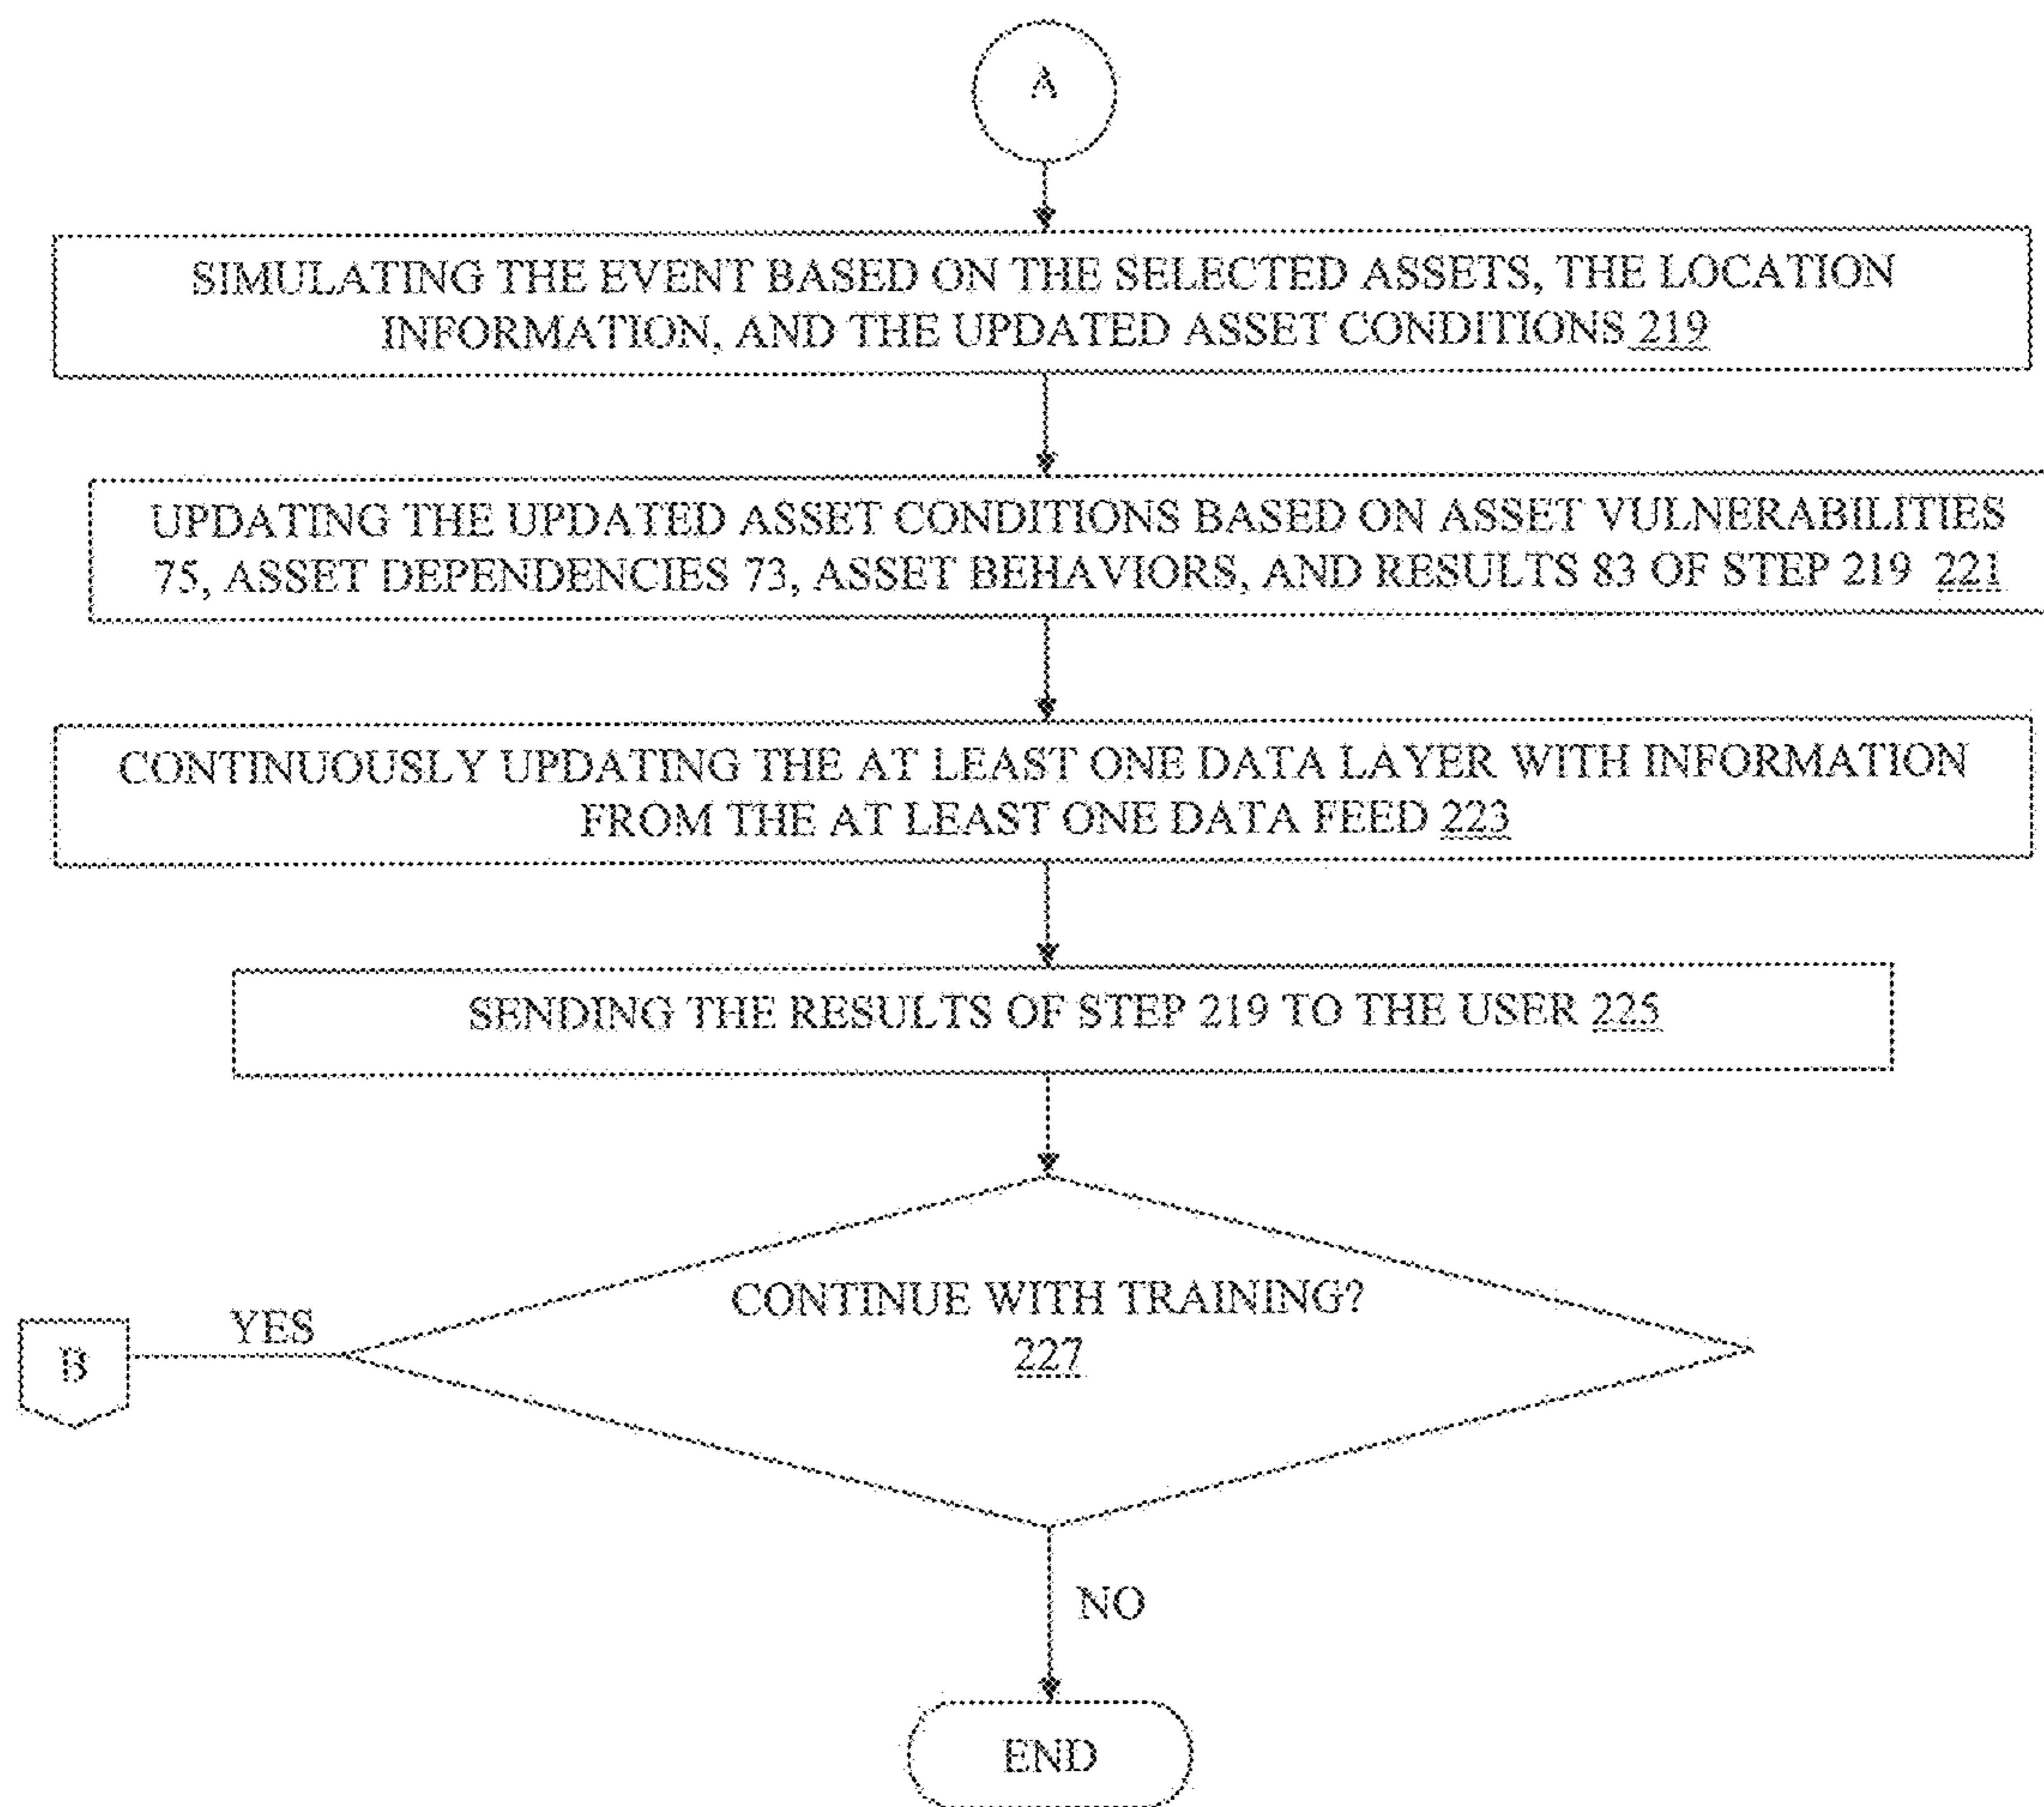 A
SIMULATING THE EVENT BASED ON THE SELECTED ASSETS, THE LOCATION
INFORMATION, AND THE UPDATED ASSET CONDITIONS 219
UPDATING THE UPDATED ASSET CONDITIONS BASED ON ASSET VULNERABILITIES
75, ASSET DEPENDENCIES 73, ASSET BEHAVIORS, AND RESULTS 83 OF STEP 219 221
CONTINUOUSLY UPDATING THE AT LEAST ONE DATA LAYER WITH INFORMATION
FROM THE AT LEAST ONE DATA FEED 223
SENDING THE RESULTS OF STEP 219 TO THE USER 225
CONTINUE WITH TRAINING?
227
YES
B
NO
END